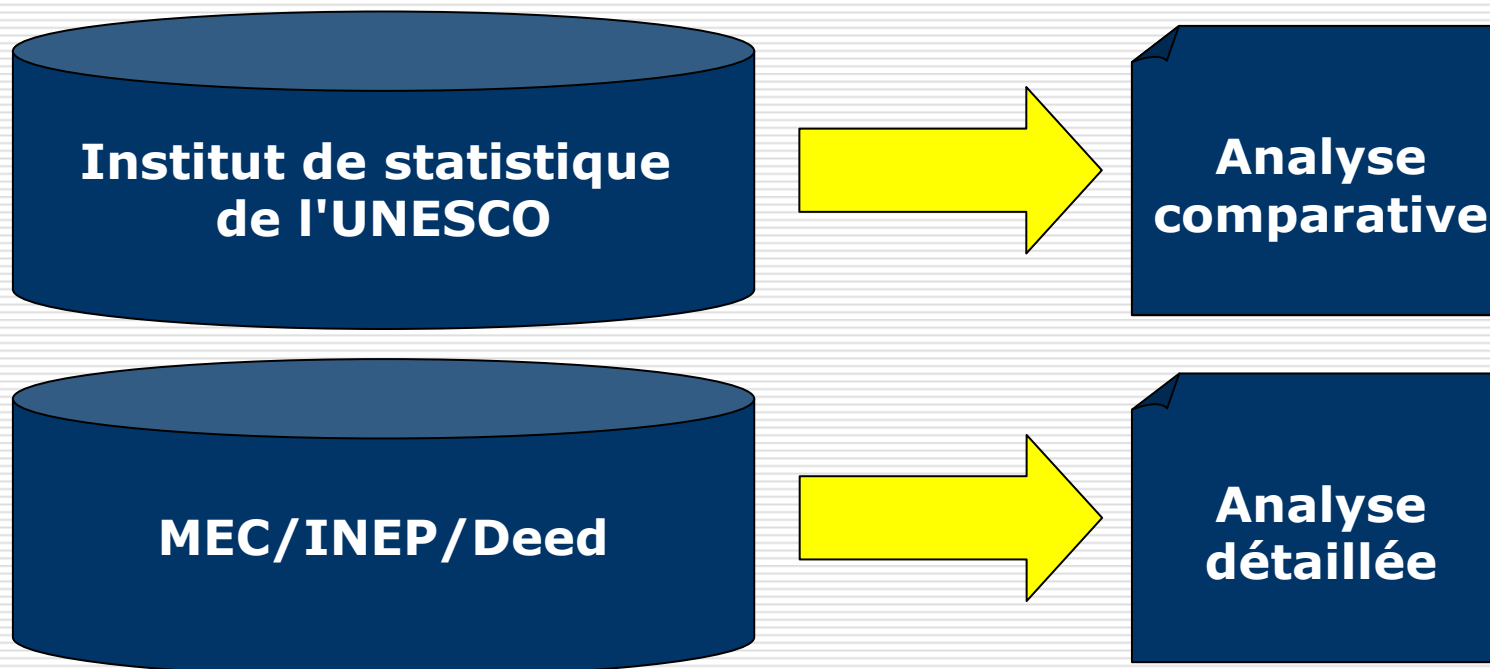 Institut de statistique
de l'UNESCO
Analyse
comparative
MEC/INEP/Deed
Analyse
détaillée